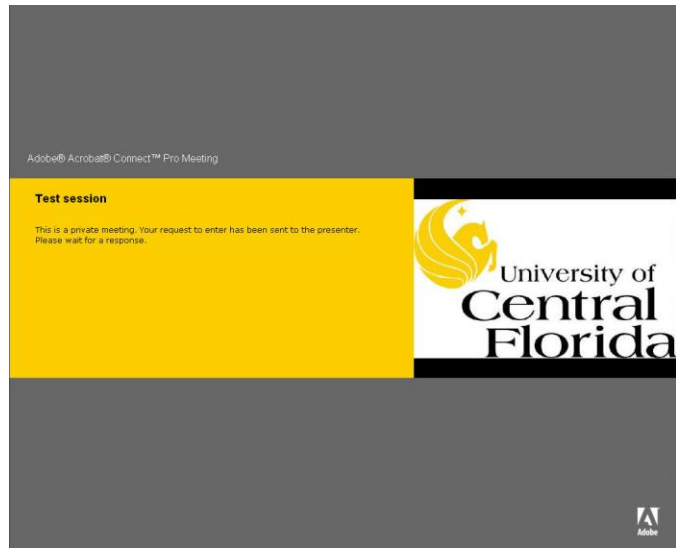 Adobe® Acrobat® Connect™ Pro Meeting
Test session
This is a private meeting. Your request to enter has been sent to the presenter.
Please wait for a response.
University of
Central
Florida
Adobe